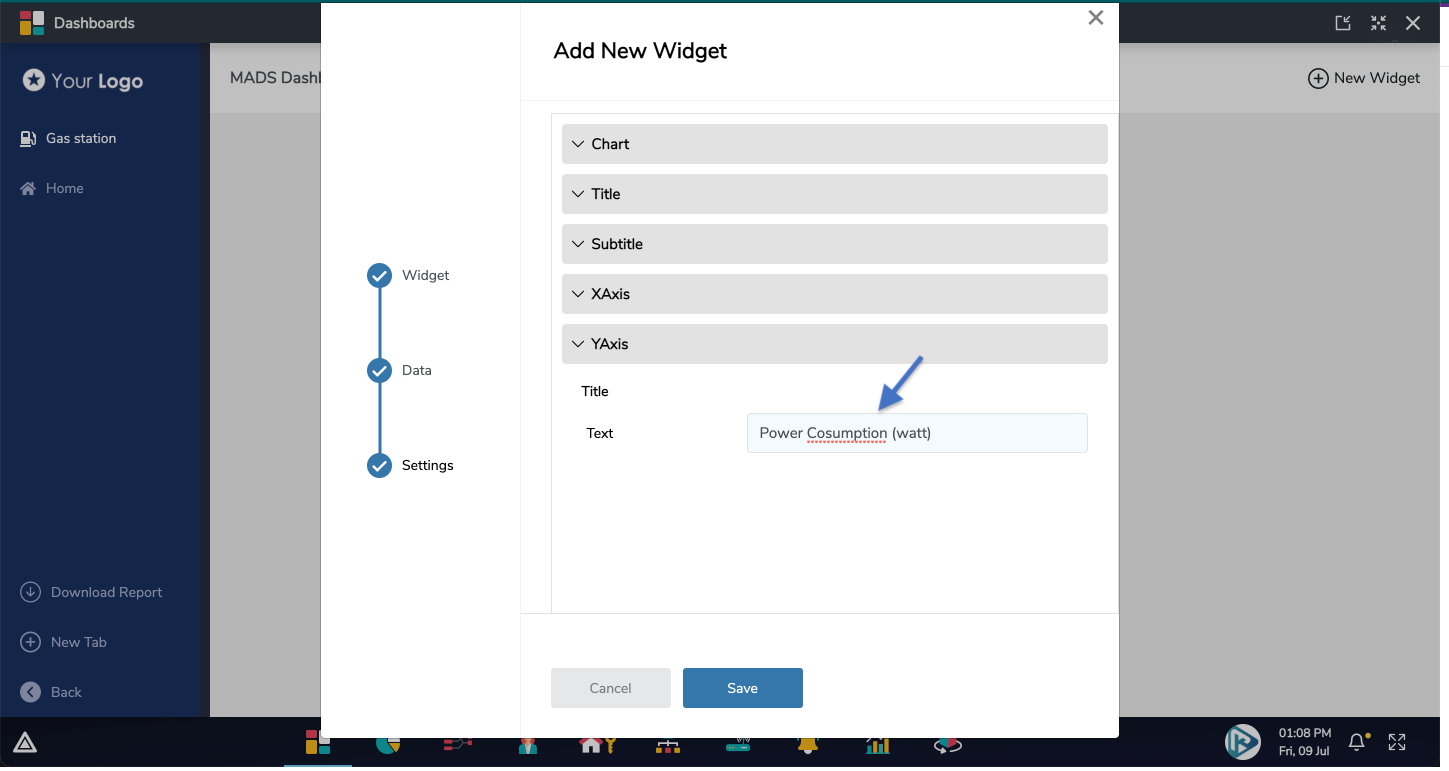 Dashboards
Your Logo
Gas station
Home
Download Report
New Tab
Back
MADS Dashb
New Widget
Add New Widget
Widget
Data
Settings
Chart
Title
Subtitle
XAxis
YAxis
Title
Text
Power Cosumption (watt)
Cancel
Save
01:08 PM
Fri, 09 Jul